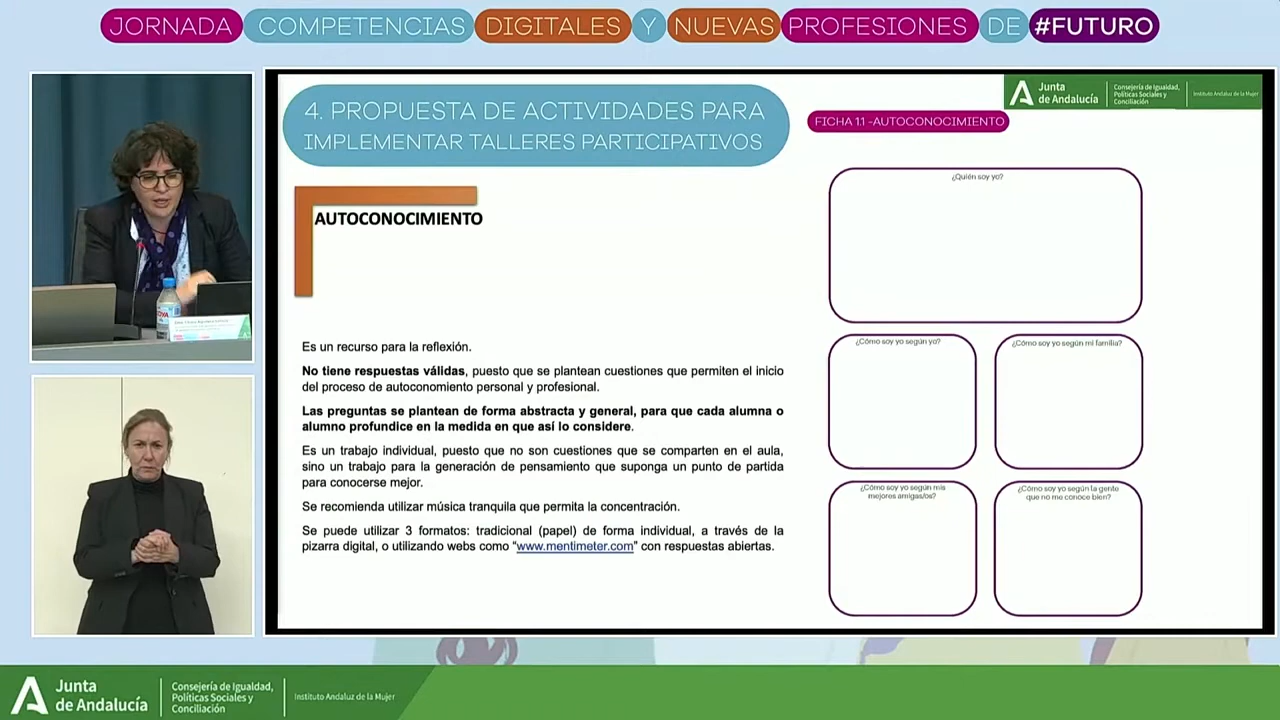 JORNADA COMPETENCIAS DIGITALES Y NUEVAS PROFESIONES DE #FUTURO
4. PROPUESTA DE ACTIVIDADES PARA
IMPLEMENTAR TALLERES PARTICIPATIVOS
AUTOCONOCIMIENTO
Es un recurso para la reflexión.
No tiene respuestas válidas, puesto que se plantean cuestiones que permiten el inicio
del proceso de autoconomiento personal y profesional.
Las preguntas se plantean de forma abstracta y general, para que cada alumna o
alumno profundice en la medida en que así lo considere.
Es un trabajo individual, puesto que no son cuestiones que se comparten en el aula,
sino un trabajo para la generación de pensamiento que suponga un punto de partida
para conocerse mejor.
Se recomienda utilizar música tranquila que permita la concentración.
Se puede utilizar 3 formatos: tradicional (papel) de forma individual, a través de la
pizarra digital, o utilizando webs como “www.mentimeter.com” con respuestas abiertas.
Junta
de Andalucía
Consejería de Igualdad,
Políticas Sociales y
Conciliación
Instituto Andaluz de la Mujer
FICHA 1.1 -AUTOCONOCIMIENTO
¿Quién soy yo?
¿Cómo soy yo según yo?
¿Cómo soy yo según mi familia?
¿Cómo soy yo según mis
mejores amigas/os?
¿Cómo soy yo según la gente
que no me conoce bien?
Junta
de Andalucía
Consejería de Igualdad,
Políticas Sociales y
Conciliación
Instituto Andaluz de la Mujer